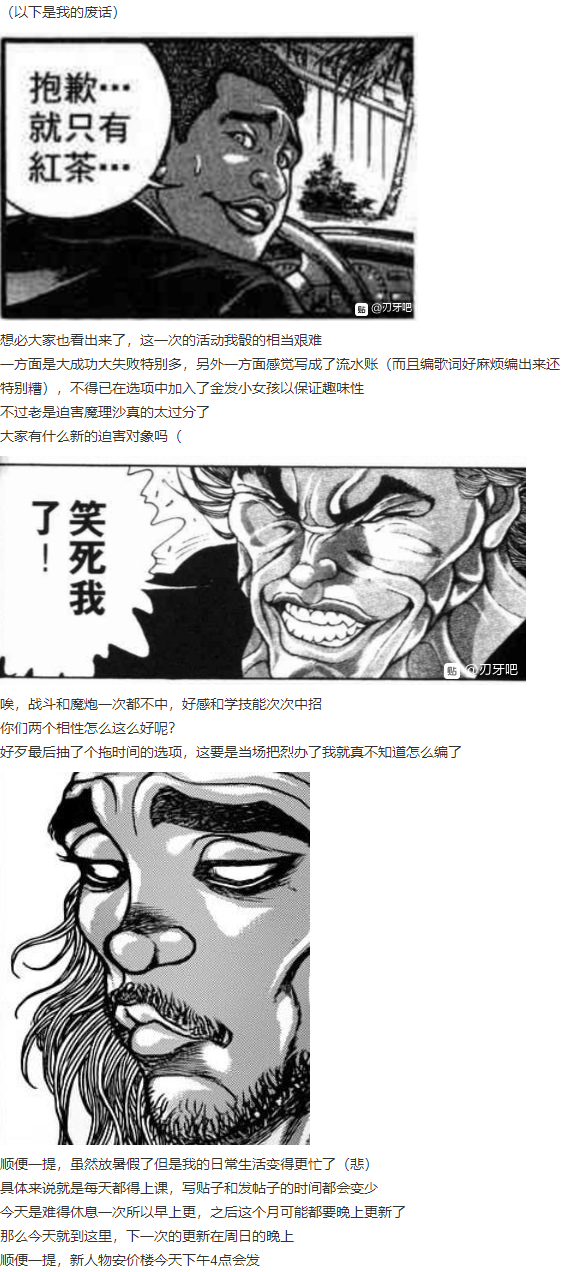 （以下是我的废话）
抱歉…
就只有
紅茶…
贴 @刃牙吧
想必大家也看出来了，这一次的活动我骰的相当艰难
一方面是大成功大失败特别多，另外一方面感觉写成了流水账（而且编歌词好麻烦编出来还
特别糟），不得已在选项中加入了金发小女孩以保证趣味性
不过老是迫害魔理沙真的太过分了
大家有什么新的迫害对象吗（
笑死我
了！
贴 @刃牙吧
唉，战斗和魔炮一次都不中，好感和学技能次次中招
你们两个相性怎么这么好呢？
好歹最后抽了个拖时间的选项，这要是当场把烈办了我就真不知道怎么编了
顺便一提，虽然放暑假了但是我的日常生活变得更忙了（悲）
具体来说就是每天都得上课，写贴子和发帖子的时间都会变少
今天是难得休息一次所以早上更，之后这个月可能都要晚上更新了
那么今天就到这里，下一次的更新在周日的晚上
顺便一提，新人物安价楼今天下午4点会发